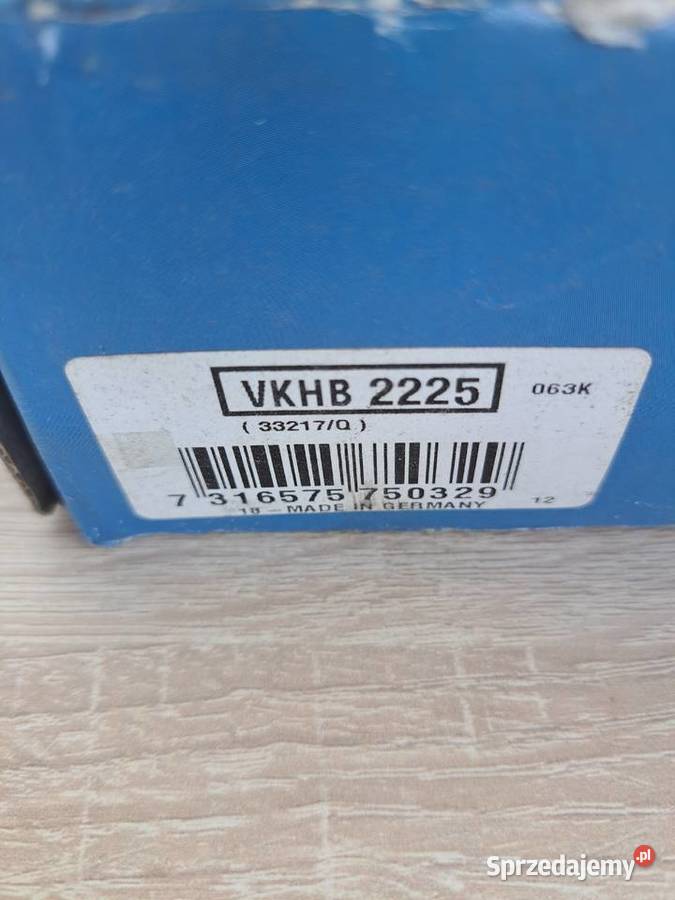 VKHB 2225
063K
( 33217/Q )
7 316575 750329
18 - MADE IN GERMANY
12
Sprzedajemy.pl